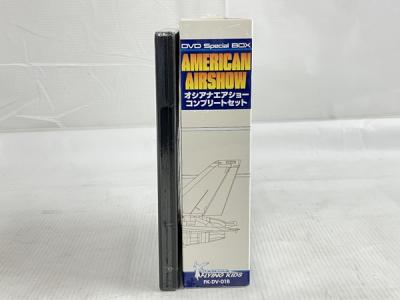 DVD Special BOX
AMERICAN
AIRSHOW
オシアナエアショー
コンプリートセット
FLYING KIDS
FK-DV-016